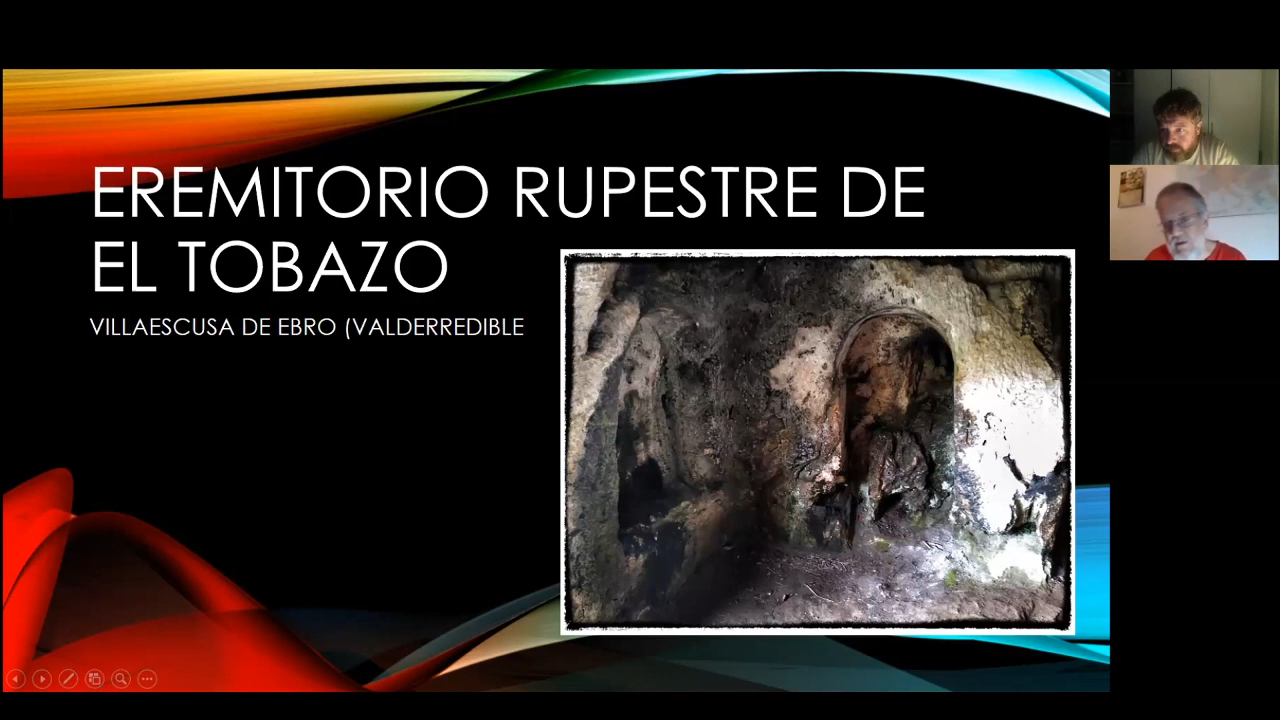 EREMITORIO RUPESTRE DE
EL TOBAZO
VILLAESCUSA DE EBRO (VALDERREDIBLE